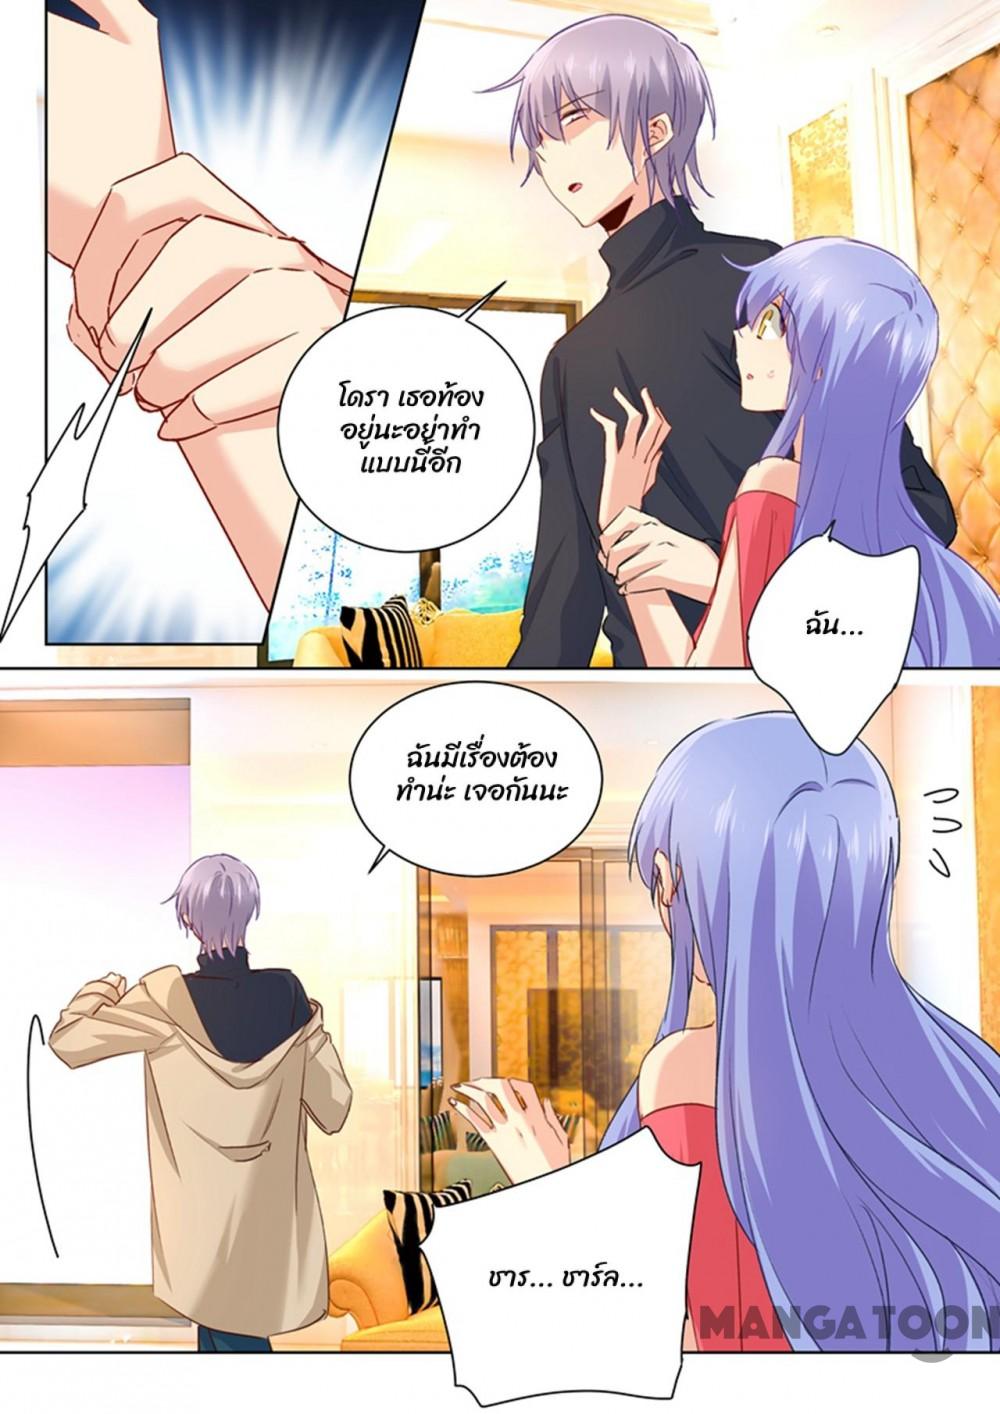 โดรา เธอท้อง
อยู่นะอย่าทำ
แบบนี้อีก
ฉัน...
ฉันมีเรื่องต้อง
ทำน่ะ เจอกันนะ
ชาร... ชาร์ล...
MANGATOON